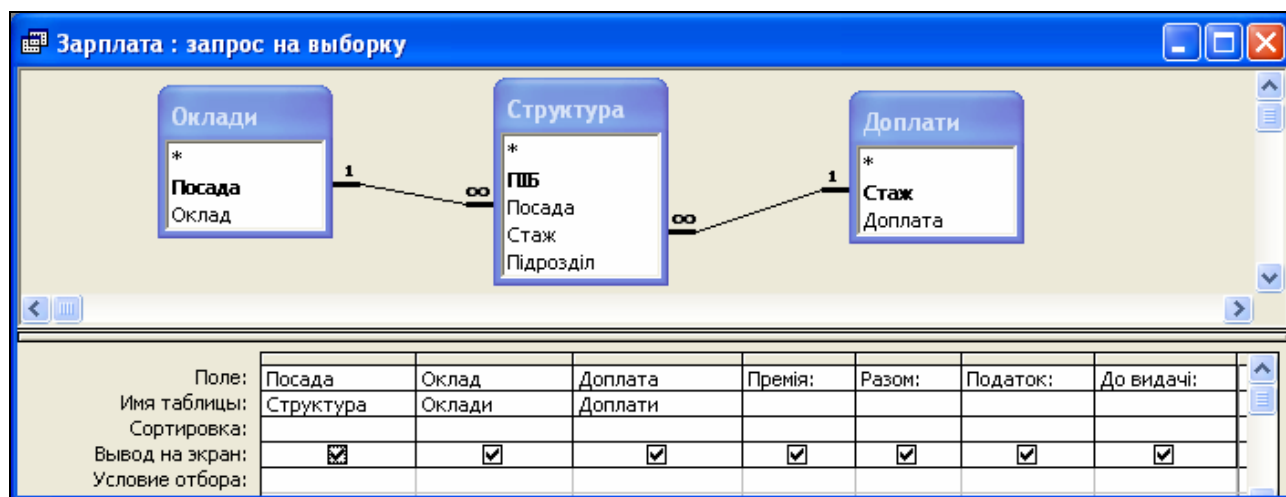 Зарплата : запрос на выборку
Оклади
*
Посада
Оклад
1
∞
Структура
*
ПІБ
Посада
Стаж
Підрозділ
∞
1
Доплати
*
Стаж
Доплата
Поле: Посада Оклад Доплата Премія: Разом: Податок: До видачі:
Имя таблицы: Структура Оклади Доплати
Сортировка:
Вывод на экран:
Условие отбора: